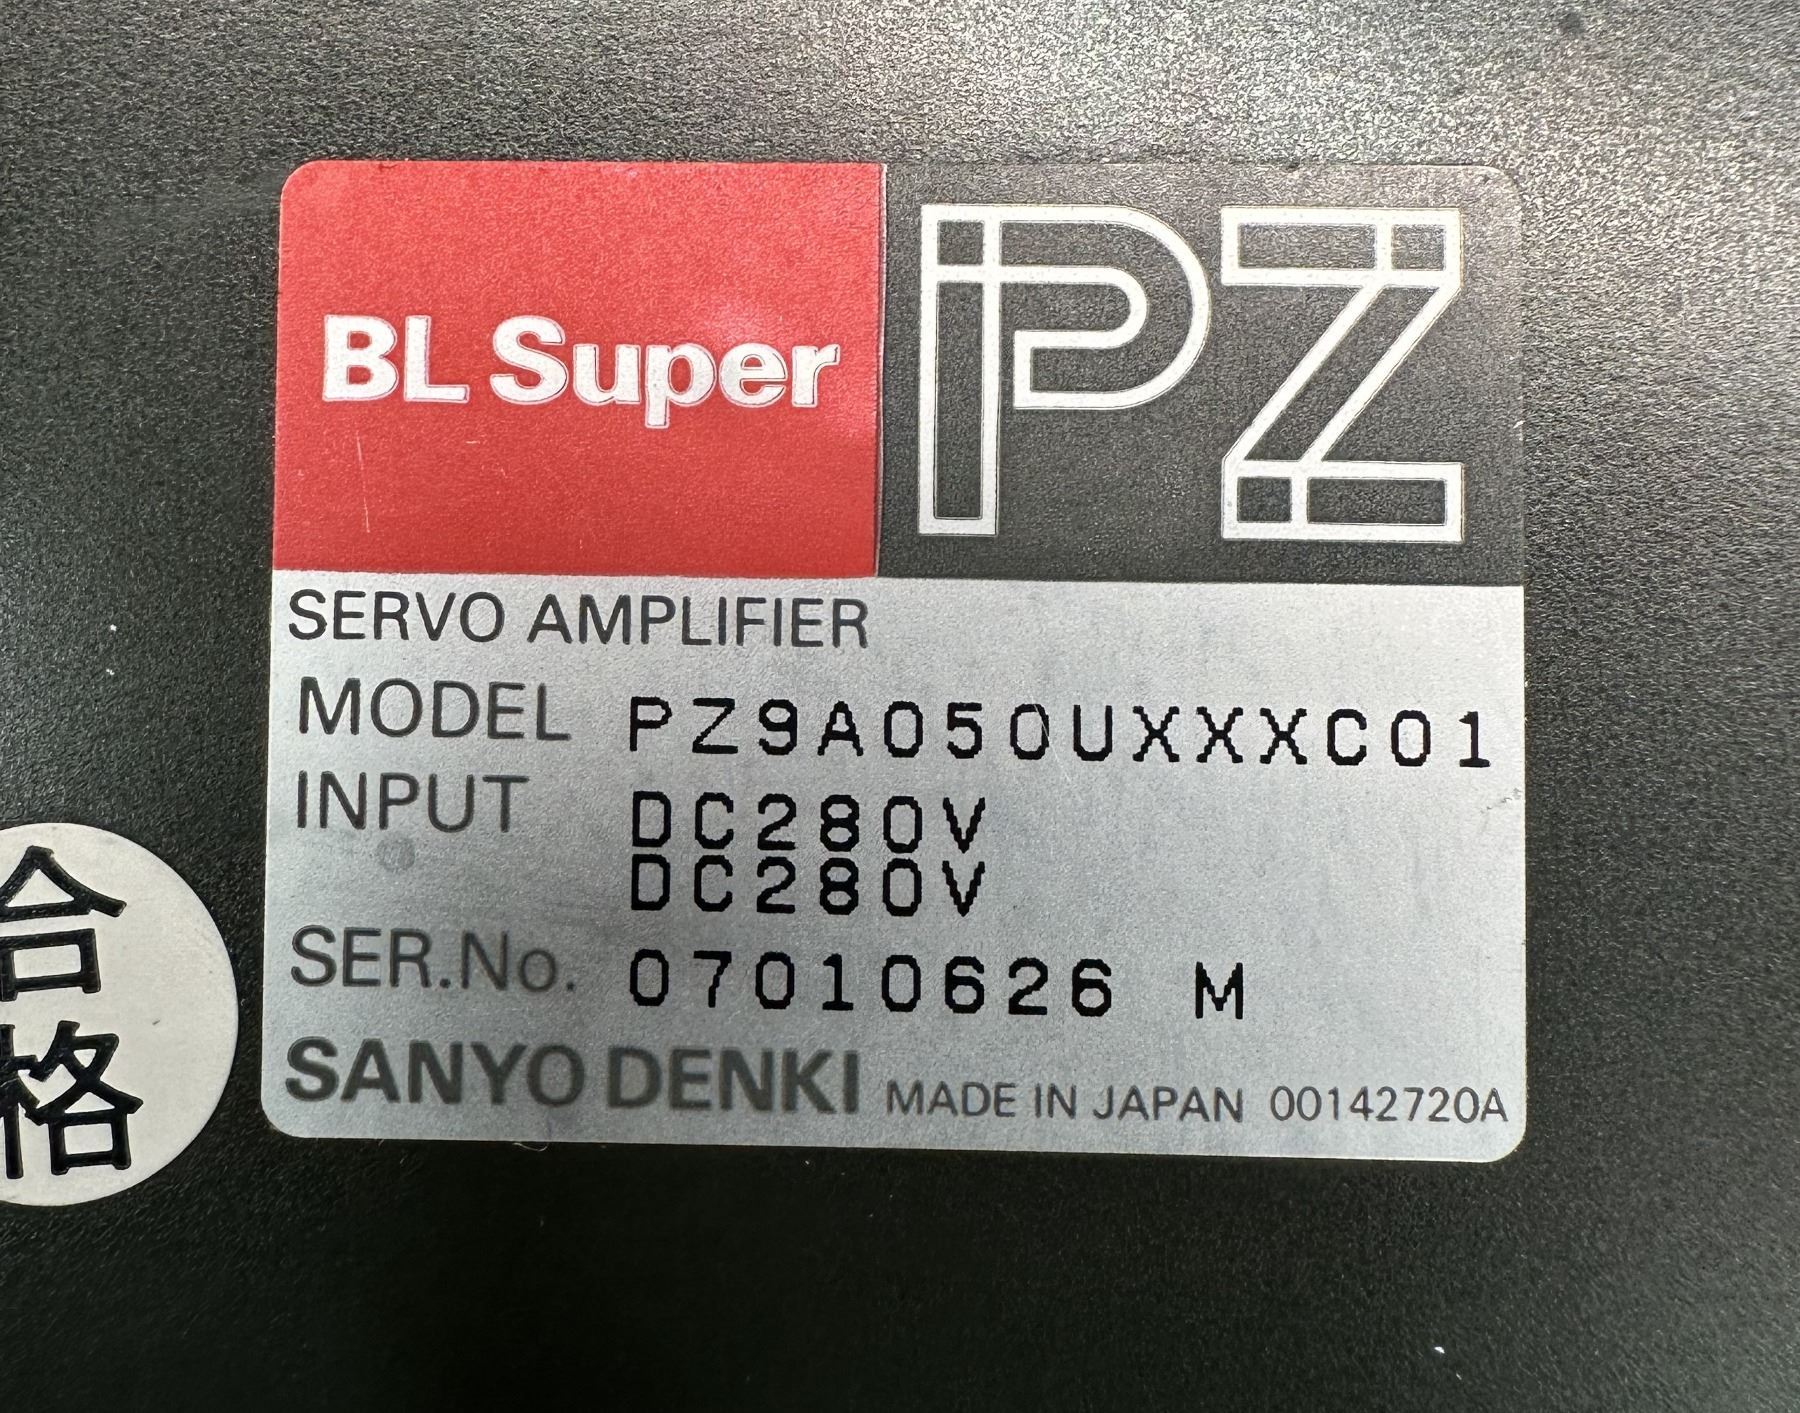 BL Super
PZ
SERVO AMPLIFIER
MODEL PZ9A050UXXXC01
INPUT DC280V
DC280V
SER.No. 07010626 M
SANYO DENKI MADE IN JAPAN 00142720A
合
格